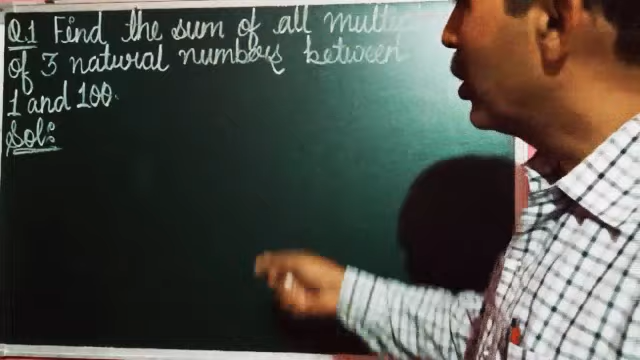 Q.1 Find the sum of all
of 3 natural numbers between
1 and 100.
Sol: